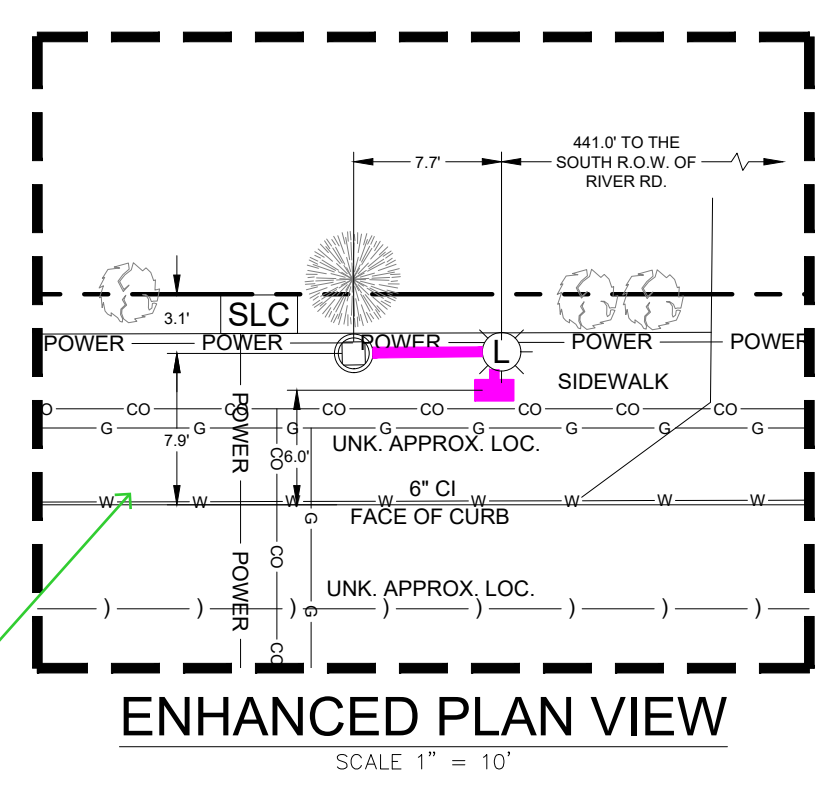 441.0' TO THE
7.7' SOUTH R.O.W. OF
RIVER RD.
3.1' SLC
POWER POWER POWER L POWER POWER
SIDEWALK
POWER
CO CO CO CO CO CO CO CO
G G G G G G G G
7.9' UNK. APPROX. LOC.
CO 6.0'
6" CI
W W W W W W W W
FACE OF CURB
G
CO
POWER
UNK. APPROX. LOC.
) ) ) ) ) ) ) )
G
CO
ENHANCED PLAN VIEW
SCALE 1" = 10'